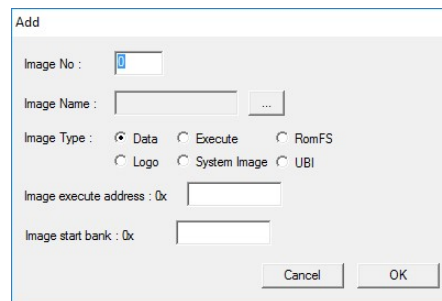 Add
Image No : 0
Image Name : ...
Image Type : Data Execute RomFS
Logo System Image UBI
Image execute address : 0x
Image start bank : 0x
Cancel OK